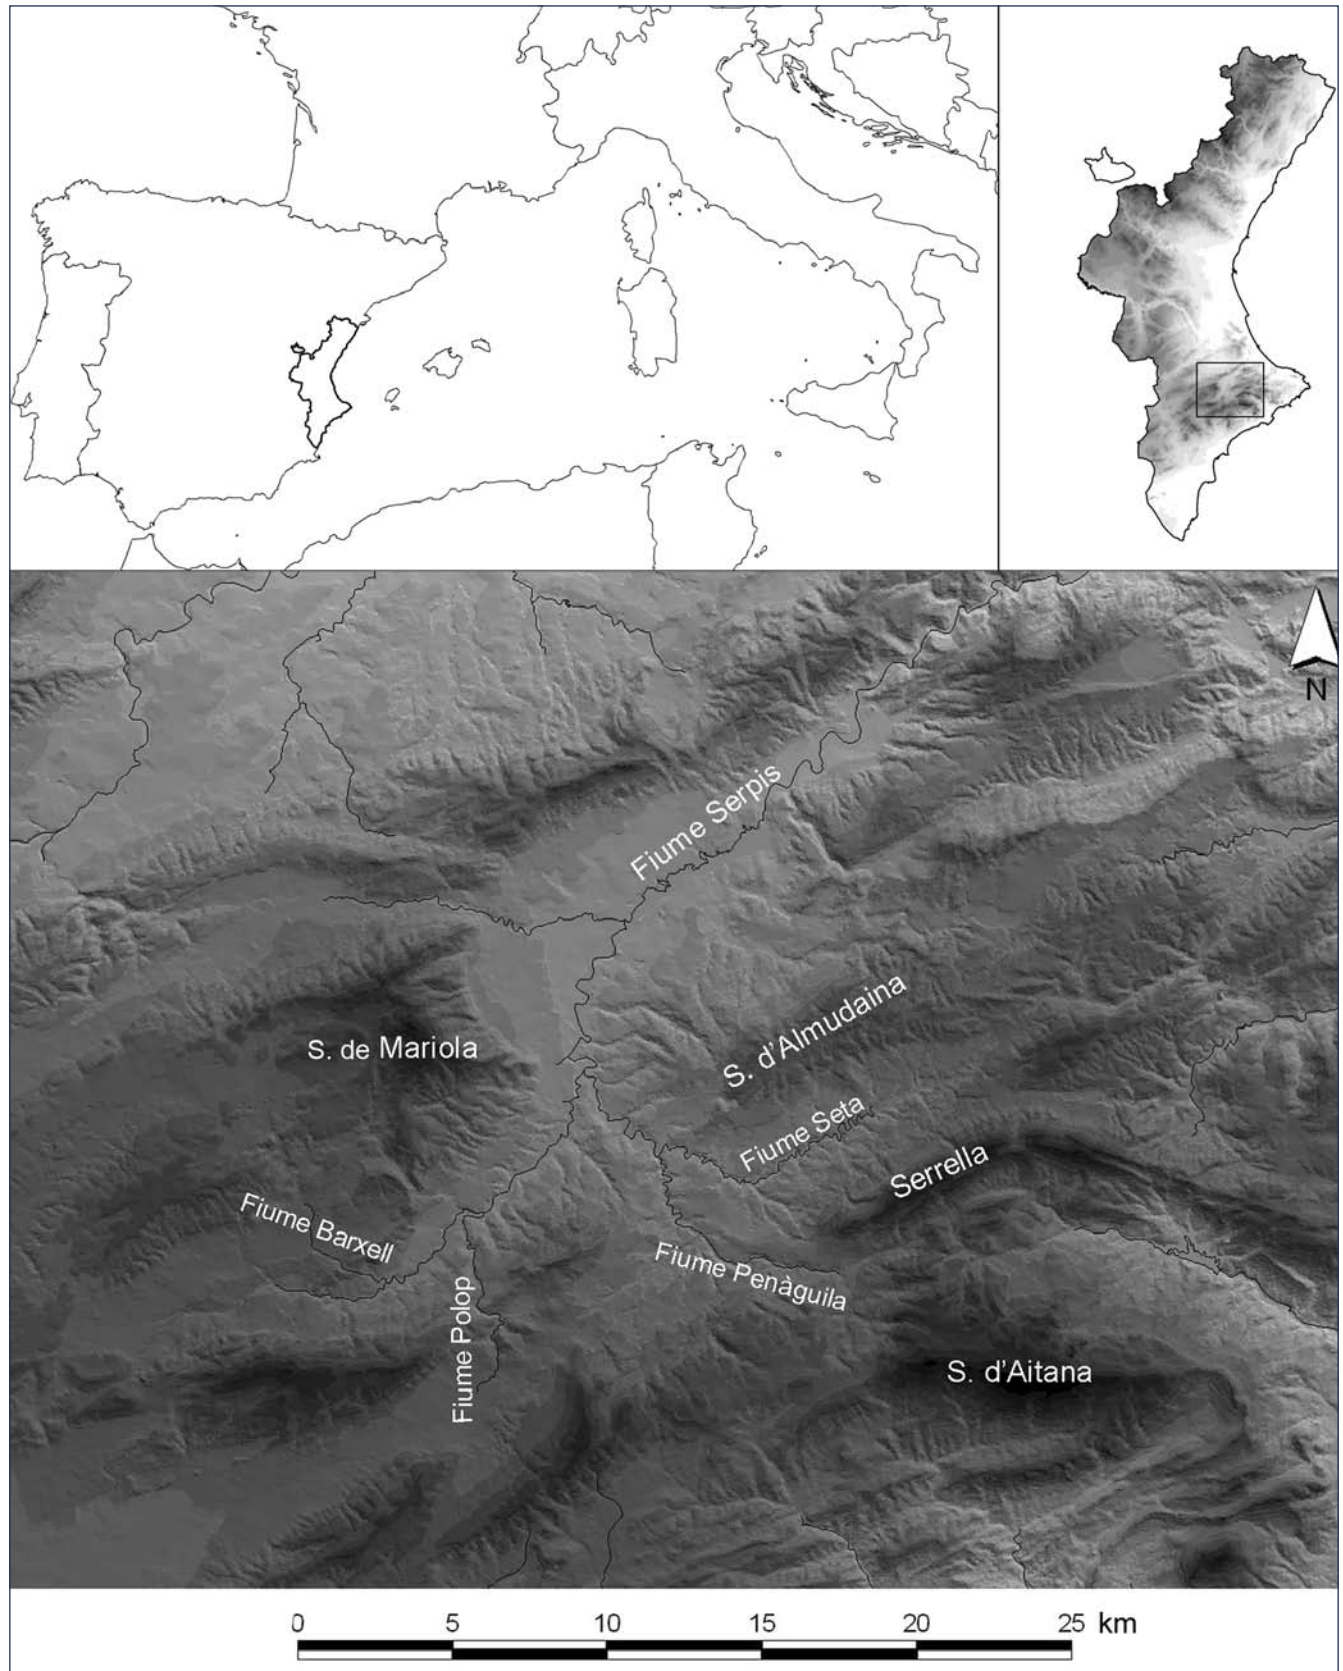 N
Fiume Serpis
S. d'Almudaina
S. de Mariola
Fiume Seta
Serrella
Fiume Barxell
Fiume Penàguila
Fiume Polop
S. d'Aitana
0 5 10 15 20 25 km